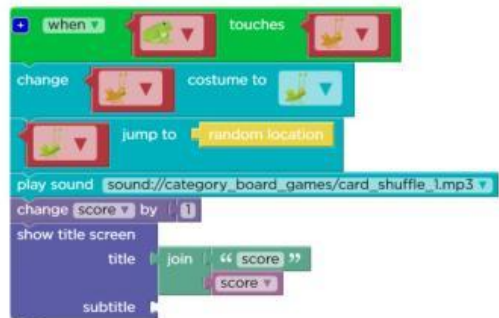 + when touches
change costume to
jump to random location
play sound sound://category_board_games/card_shuffle_1.mp3
change score by 1
show title screen
title join “ score ”
score
subtitle